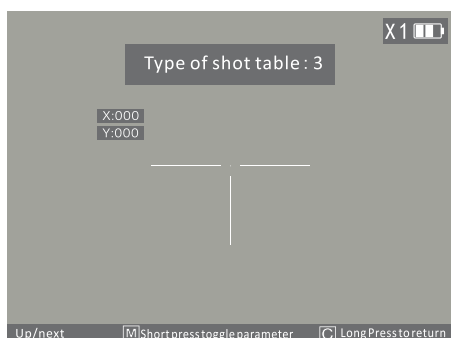 X1
Type of shot table: 3
X:000
Y:000
Up/next M Short press toggle parameter C Long Press to return